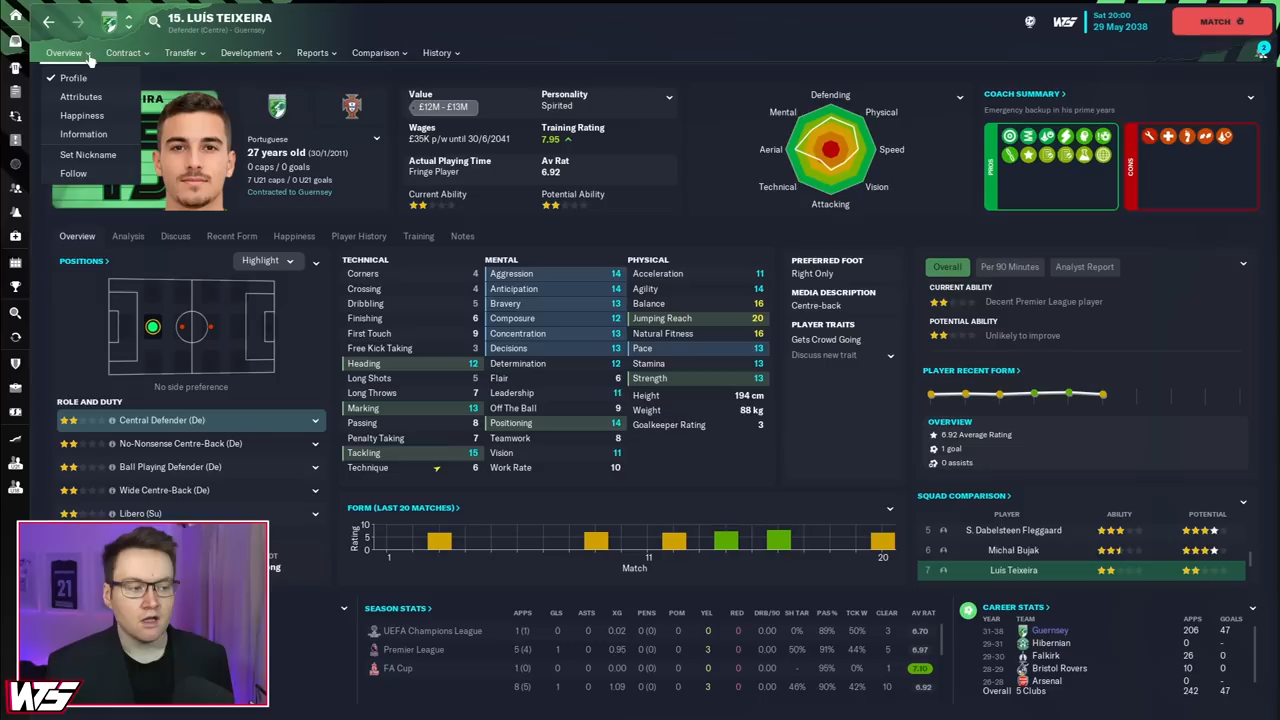 15. LUÍS TEIXEIRA
Defender (Centre) - Guernsey
WTS
Sat 20:00
29 May 2038
MATCH
Overview
Contract
Transfer
Development
Reports
Comparison
History
2
Profile
Attributes
Happiness
Information
Set Nickname
Follow
Portuguese
27 years old (30/1/2011)
0 caps / 0 goals
7 U21 caps / 0 U21 goals
Contracted to Guernsey
Value
£12M - £13M
Personality
Spirited
Wages
£35K p/w until 30/6/2041
Training Rating
7.95
Actual Playing Time
Fringe Player
Av Rat
6.92
Current Ability
Potential Ability
Defending
Physical
Speed
Vision
Attacking
Technical
Aerial
Mental
COACH SUMMARY >
Emergency backup in his prime years
PROS
CONS
Overview
Analysis
Discuss
Recent Form
Happiness
Player History
Training
Notes
POSITIONS >
Highlight
No side preference
ROLE AND DUTY
Central Defender (De)
No-Nonsense Centre-Back (De)
Ball Playing Defender (De)
Wide Centre-Back (De)
Libero (Su)
TECHNICAL
Corners 4
Crossing 4
Dribbling 5
Finishing 6
First Touch 9
Free Kick Taking 3
Heading 12
Long Shots 5
Long Throws 7
Marking 13
Passing 8
Penalty Taking 7
Tackling 15
Technique 6
MENTAL
Aggression 14
Anticipation 14
Bravery 13
Composure 12
Concentration 13
Decisions 13
Determination 12
Flair 6
Leadership 11
Off The Ball 9
Positioning 14
Teamwork 8
Vision 11
Work Rate 10
PHYSICAL
Acceleration 11
Agility 14
Balance 16
Jumping Reach 20
Natural Fitness 16
Pace 13
Stamina 13
Strength 13
Height 194 cm
Weight 88 kg
Goalkeeper Rating 3
PREFERRED FOOT
Right Only
MEDIA DESCRIPTION
Centre-back
PLAYER TRAITS
Gets Crowd Going
Discuss new trait
Overall
Per 90 Minutes
Analyst Report
CURRENT ABILITY
Decent Premier League player
POTENTIAL ABILITY
Unlikely to improve
PLAYER RECENT FORM >
OVERVIEW
6.92 Average Rating
1 goal
0 assists
SQUAD COMPARISON >
PLAYER ABILITY POTENTIAL
5 S. Dabelsteen Fleggaard
6 Michal Bujak
7 Luís Teixeira
FORM (LAST 20 MATCHES) >
Rating
10
5
0
1 11 20
Match
SEASON STATS >
APPS GLS ASTS XG PENS POM YEL RED DRB/90 SH TAR PAS % TCK W CLEAR AV RAT
UEFA Champions League 1 (1) 0 0 0.02 0 (0) 0 0 0 0.00 0% 89% 50% 3 6.70
Premier League 5 (4) 1 0 0.95 0 (0) 0 3 0 0.00 50% 91% 44% 5 6.97
FA Cup 1 (0) 0 0 0.00 0 (0) 0 0 0 0.00 - 95% 0% 1 7.10
8 (5) 1 0 1.09 0 (0) 0 3 0 0.00 46% 90% 42% 10 6.92
CAREER STATS >
YEAR TEAM APPS GOALS
31-38 Guernsey 206 47
29-31 Hibernian 0 -
29-30 Falkirk 26 0
28-29 Bristol Rovers 10 0
26-28 Arsenal 0 -
Overall 5 Clubs 242 47
21
WTS